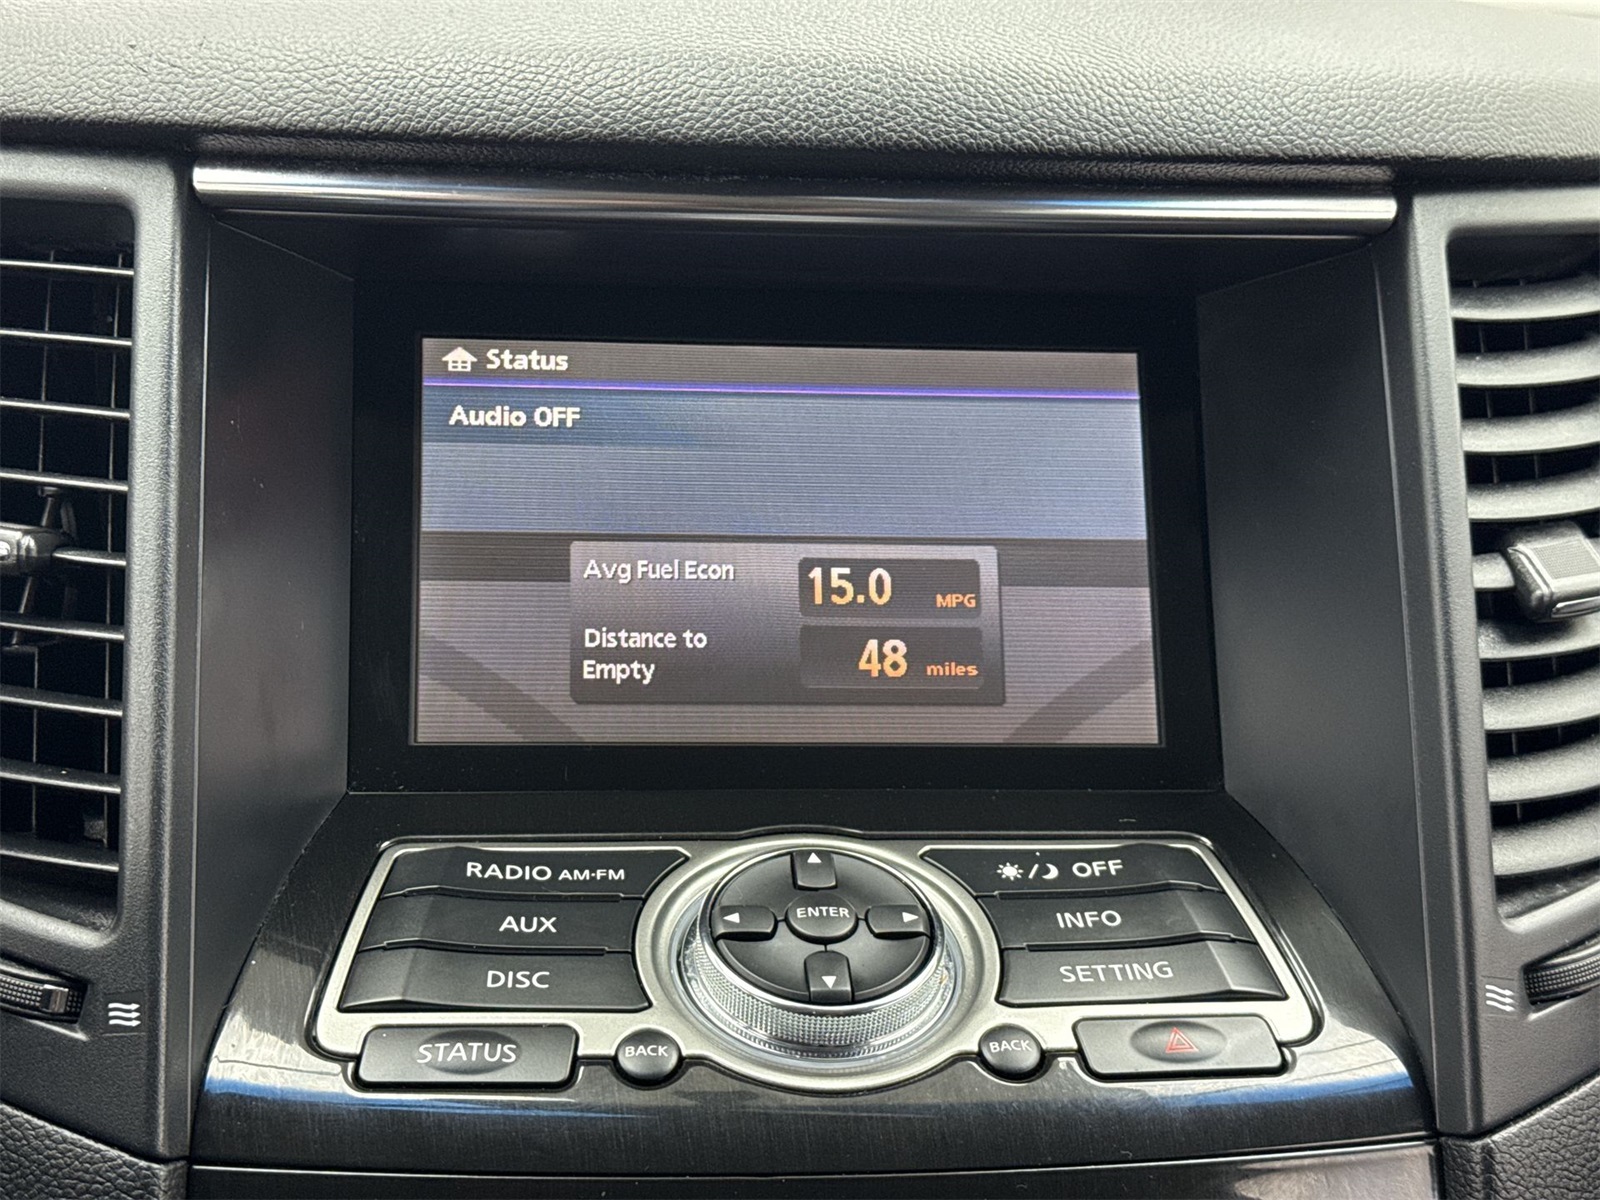 Status
Audio OFF
Avg Fuel Econ 15.0 MPG
Distance to
Empty 48 miles
RADIO AM·FM
AUX
DISC
STATUS
BACK
ENTER
/ OFF
INFO
SETTING
BACK